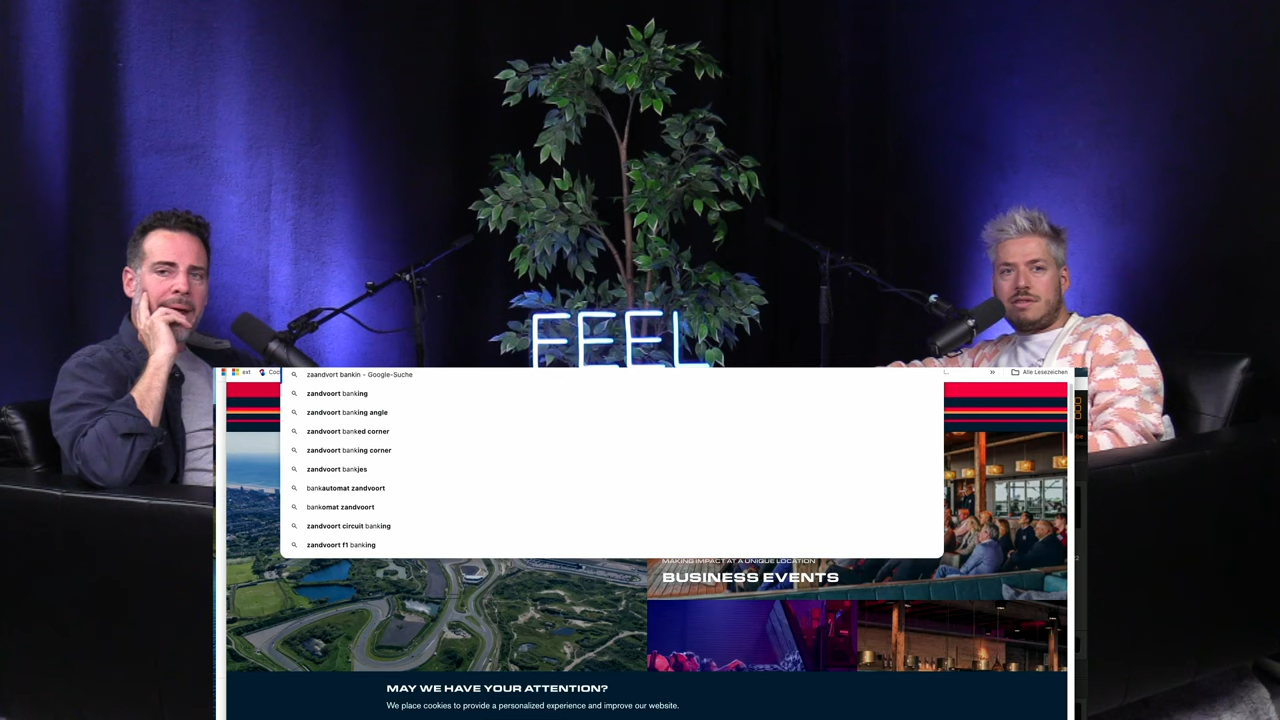 FEEL
ext
Alle Lesezeichen
zaandvort bankin - Google-Suche
zandvoort banking
zandvoort banking angle
zandvoort banked corner
zandvoort banking corner
zandvoort bankjes
bankautomat zandvoort
bankomat zandvoort
zandvoort circuit banking
zandvoort f1 banking
MAKING IMPACT AT A UNIQUE LOCATION
BUSINESS EVENTS
MAY WE HAVE YOUR ATTENTION?
We place cookies to provide a personalized experience and improve our website.